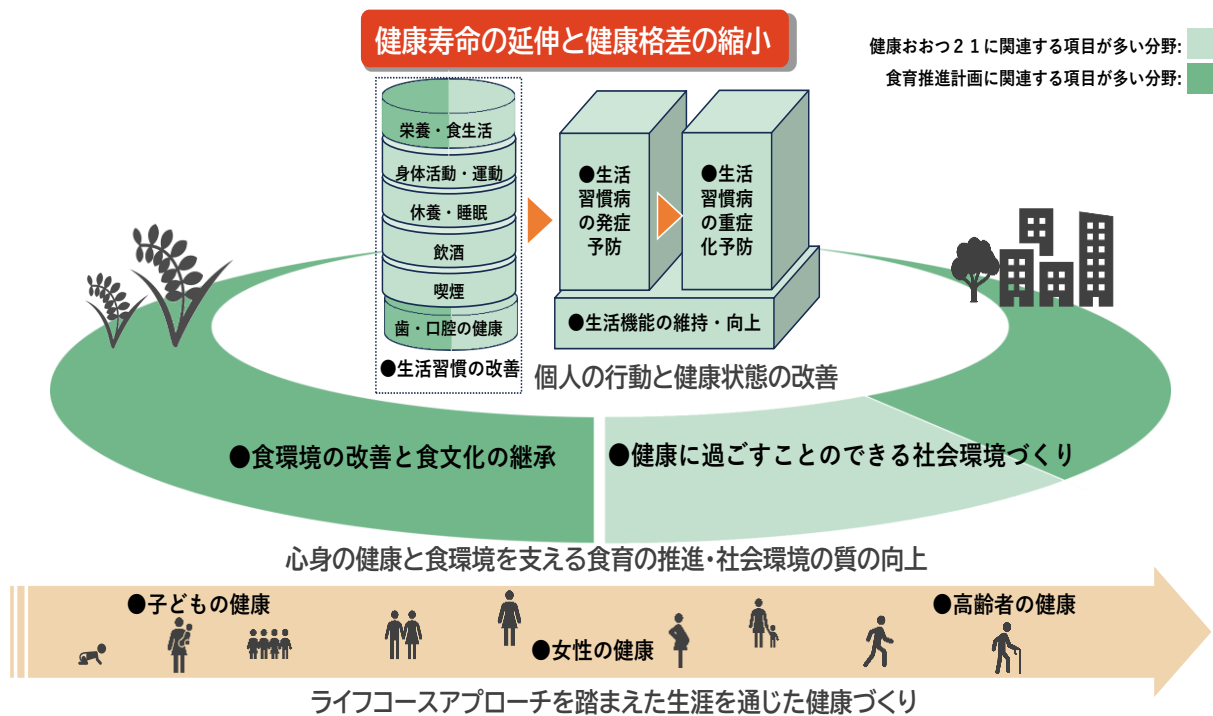 健康寿命の延伸と健康格差の縮小
健康おおつ２１に関連する項目が多い分野:
食育推進計画に関連する項目が多い分野:
栄養・食生活
身体活動・運動
休養・睡眠
飲酒
喫煙
歯・口腔の健康
●生活習慣の改善
●生活
習慣病
の発症
予防
●生活
習慣病
の重症
化予防
●生活機能の維持・向上
個人の行動と健康状態の改善
●食環境の改善と食文化の継承
●健康に過ごすことのできる社会環境づくり
心身の健康と食環境を支える食育の推進・社会環境の質の向上
●子どもの健康
●女性の健康
●高齢者の健康
ライフコースアプローチを踏まえた生涯を通じた健康づくり